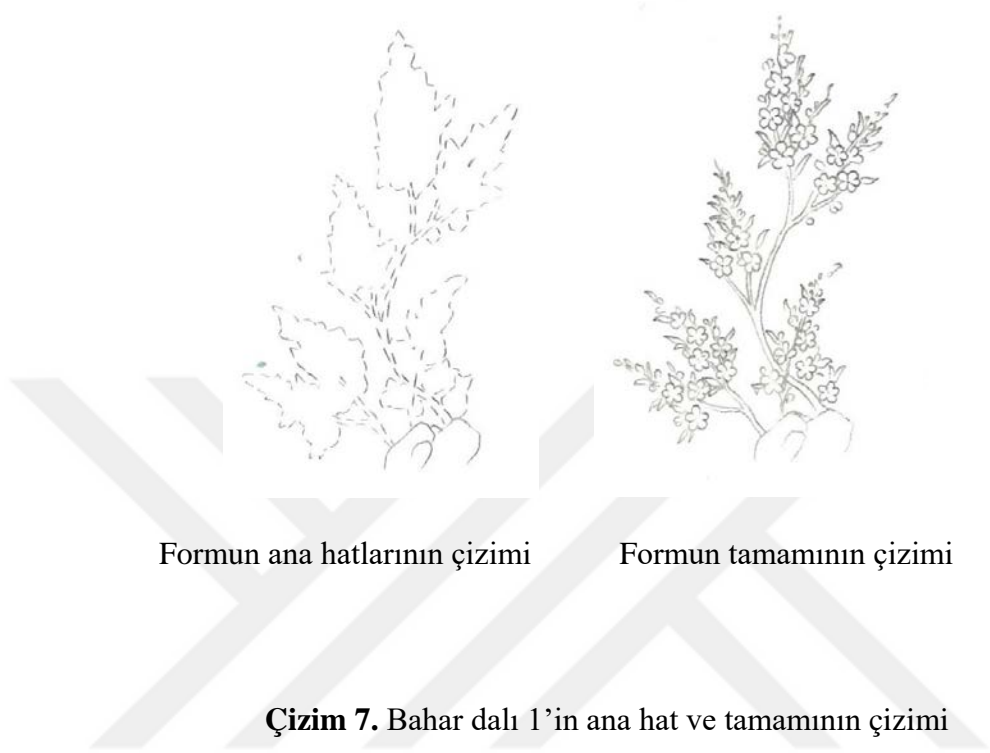 Formun ana hatlarının çizimi
Formun tamamının çizimi
Çizim 7. Bahar dalı 1’in ana hat ve tamamının çizimi